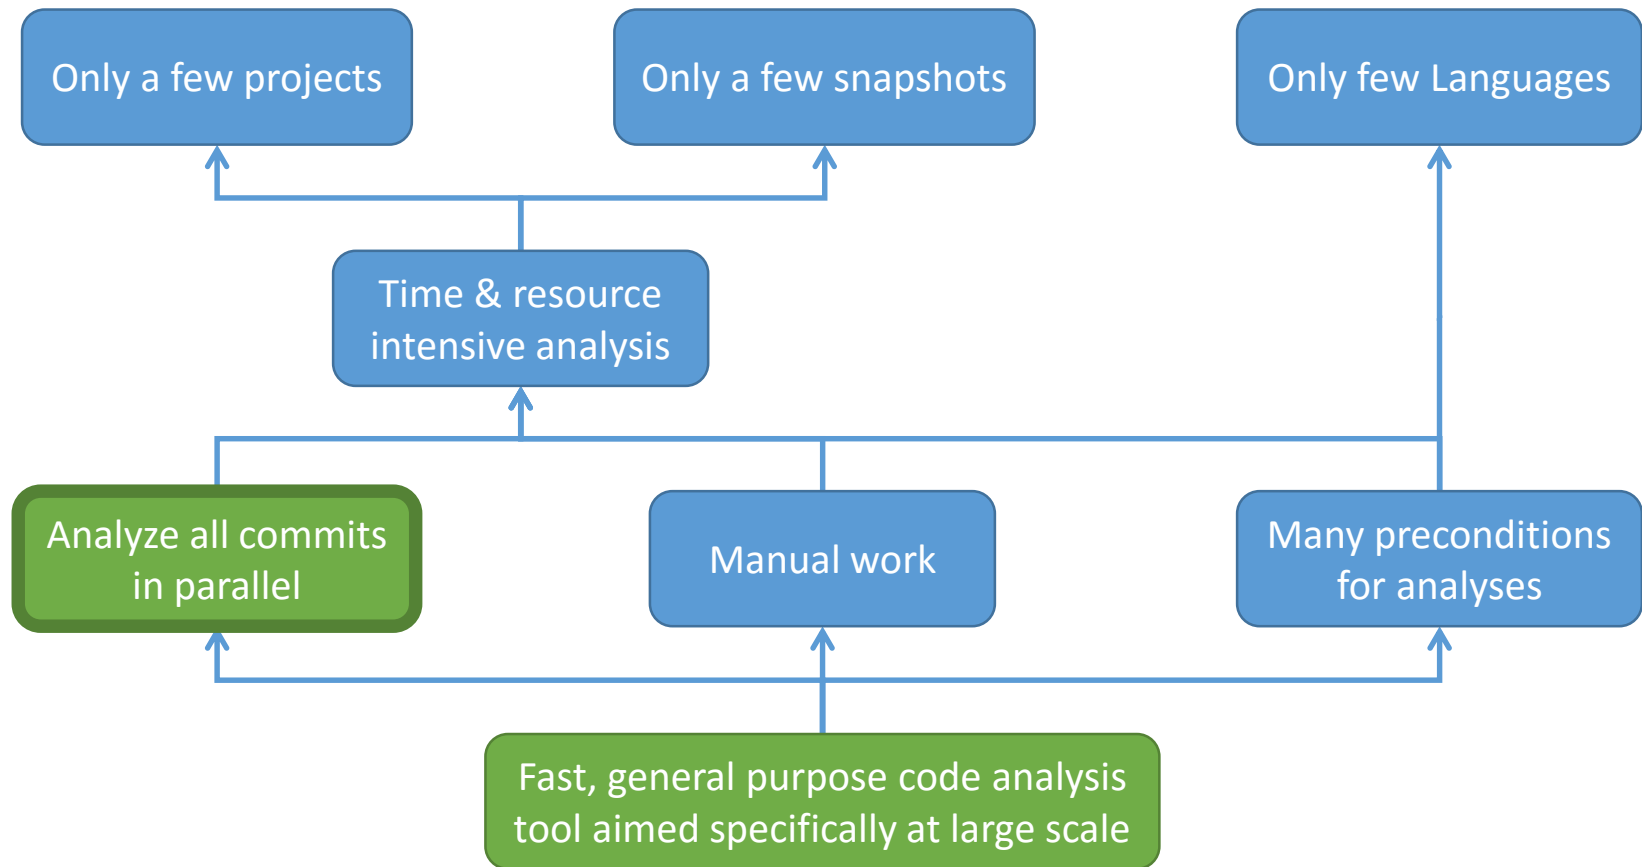 Only a few projects
Only a few snapshots
Only few Languages
Time & resource
intensive analysis
Analyze all commits
in parallel
Manual work
Many preconditions
for analyses
Fast, general purpose code analysis
tool aimed specifically at large scale